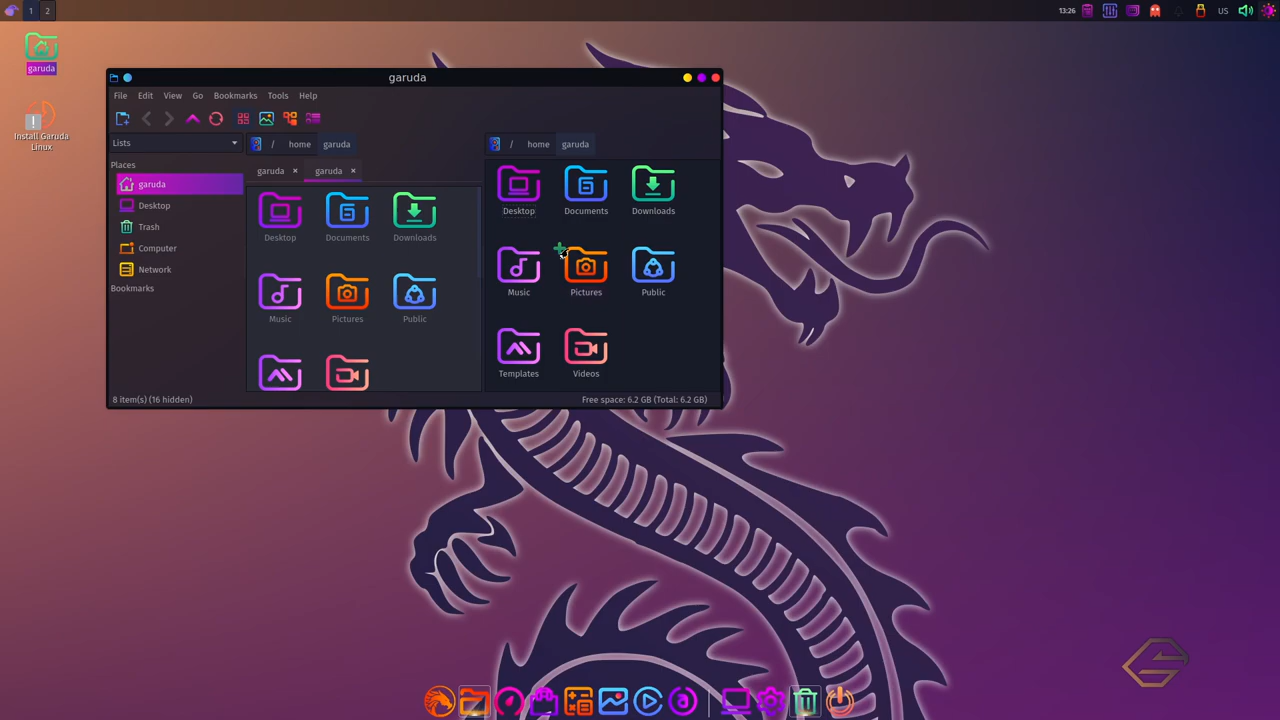 1
2
13:26
US
garuda
Install Garuda
Linux
garuda
File
Edit
View
Go
Bookmarks
Tools
Help
Lists
/
home
garuda
/
home
garuda
Places
garuda
Desktop
Trash
Computer
Network
Bookmarks
garuda
garuda
Desktop
Documents
Downloads
Music
Pictures
Public
Desktop
Documents
Downloads
Music
Pictures
Public
Templates
Videos
8 item(s) (16 hidden)
Free space: 6.2 GB (Total: 6.2 GB)